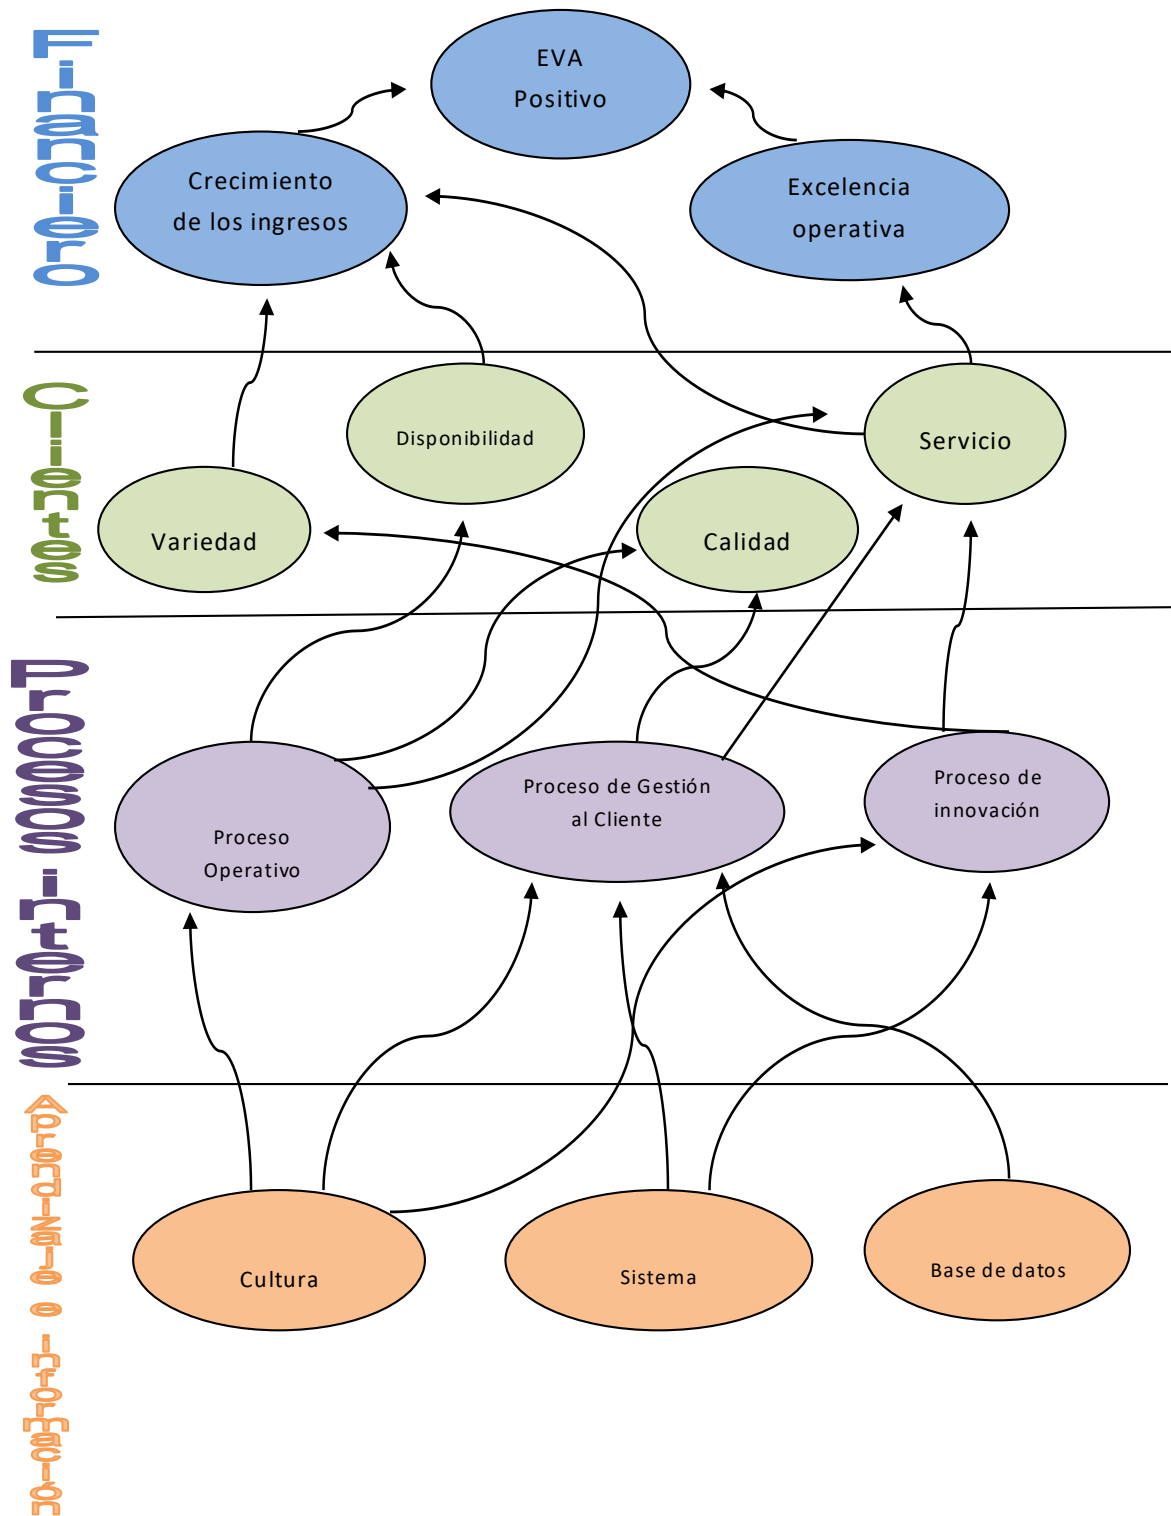 Financiero
EVA
Positivo
Crecimiento
de los ingresos
Excelencia
operativa
Clientes
Disponibilidad
Servicio
Variedad
Calidad
Procesos internos
Proceso
Operativo
Proceso de Gestión
al Cliente
Proceso de
innovación
Aprendizaje e información
Cultura
Sistema
Base de datos